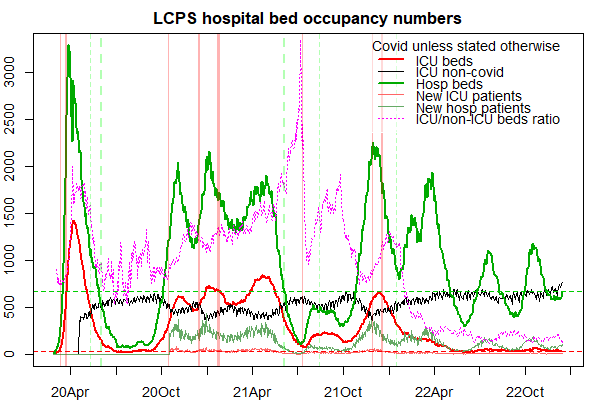 LCPS hospital bed occupancy numbers
Covid unless stated otherwise
ICU beds
ICU non-covid
Hosp beds
New ICU patients
New hosp patients
ICU/non-ICU beds ratio
3000
2500
2000
1500
1000
500
0
20Apr 20Oct 21Apr 21Oct 22Apr 22Oct